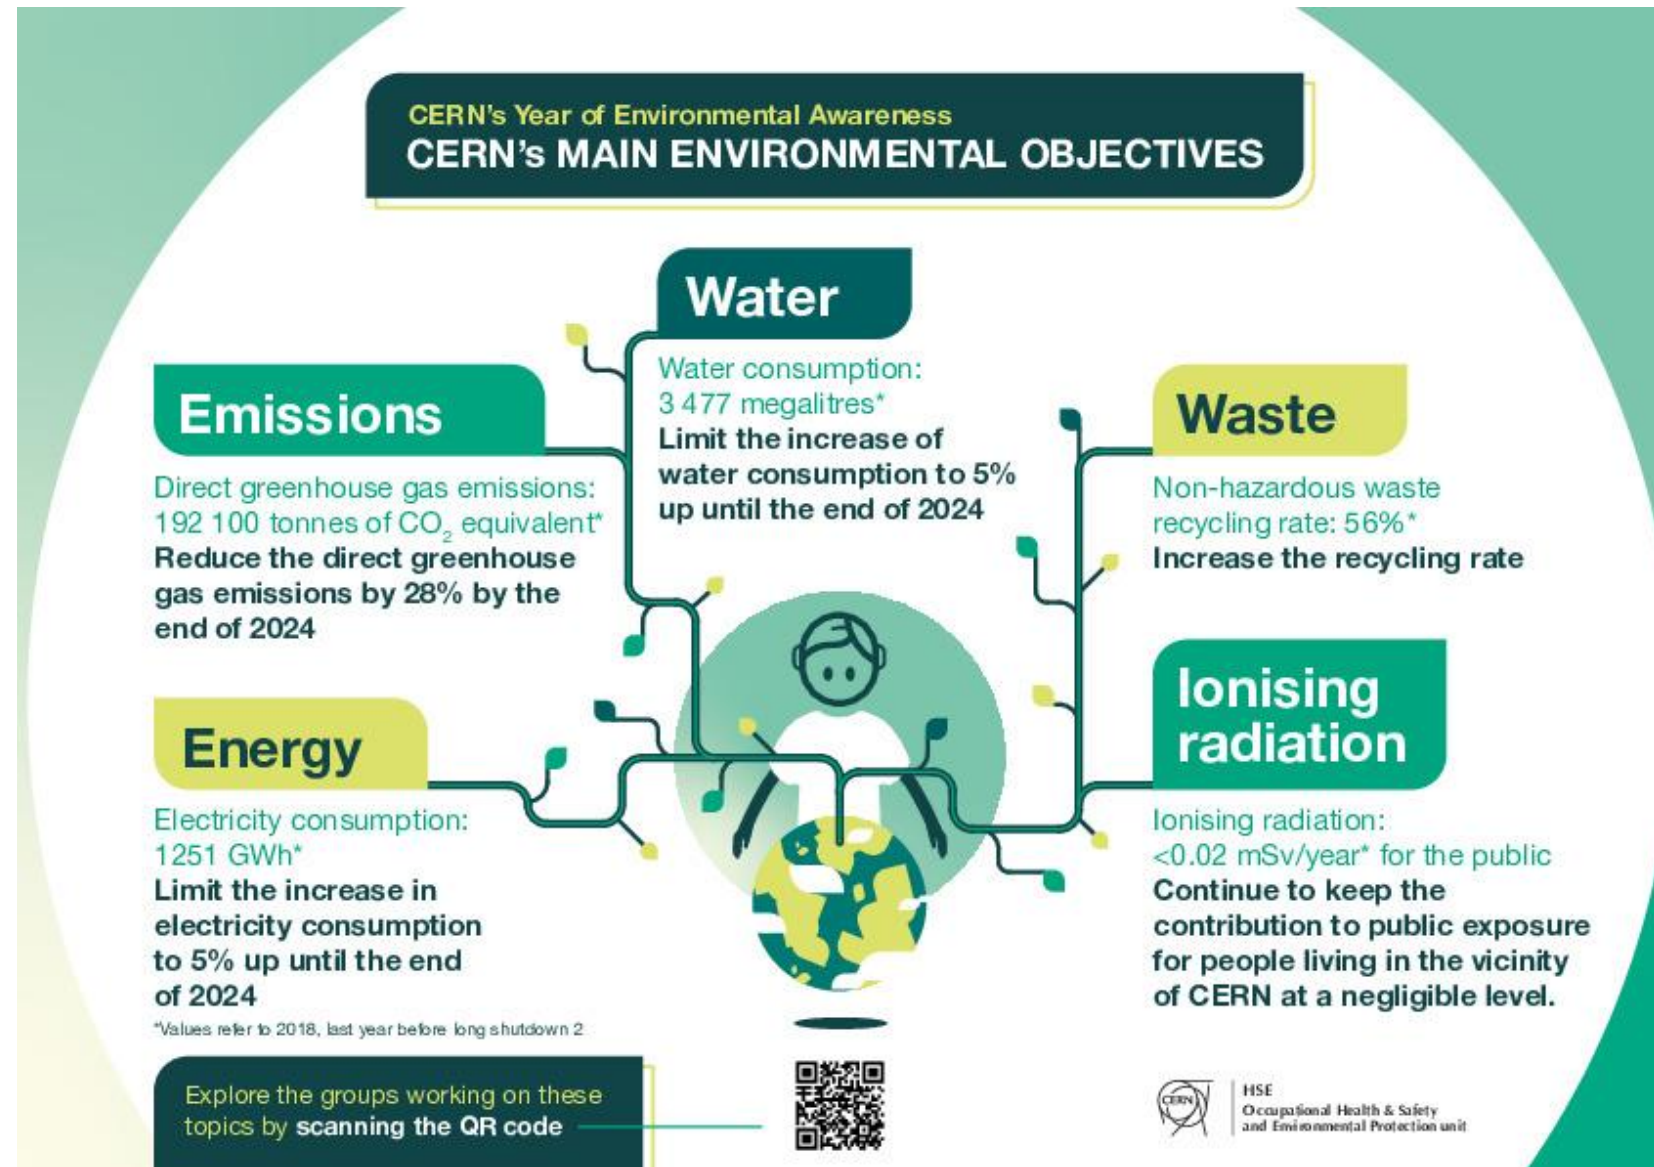 CERN's Year of Environmental Awareness
CERN's MAIN ENVIRONMENTAL OBJECTIVES
Water
Water consumption:
3 477 megalitres*
Limit the increase of
water consumption to 5%
up until the end of 2024
Emissions
Direct greenhouse gas emissions:
192 100 tonnes of CO₂ equivalent*
Reduce the direct greenhouse
gas emissions by 28% by the
end of 2024
Waste
Non-hazardous waste
recycling rate: 56%*
Increase the recycling rate
Energy
Electricity consumption:
1251 GWh*
Limit the increase in
electricity consumption
to 5% up until the end
of 2024
*Values refer to 2018, last year before long shutdown 2
Ionising
radiation
Ionising radiation:
<0.02 mSv/year* for the public
Continue to keep the
contribution to public exposure
for people living in the vicinity
of CERN at a negligible level.
Explore the groups working on these
topics by scanning the QR code
CERN
HSE
Occupational Health & Safety
and Environmental Protection unit